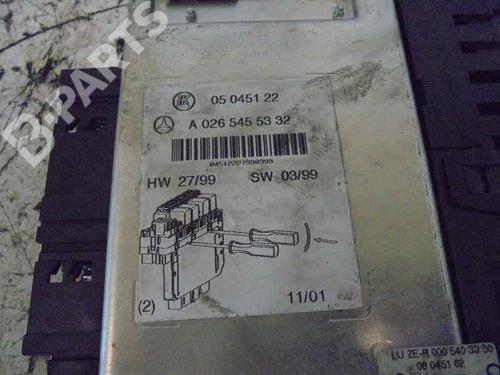 B-PARTS
K 05 0451 22
A 026 545 53 32
04512227990399
HW 27/99 SW 03/99
(2) 11/01
LU ZE-R 000 540 33 50
08 0451 62